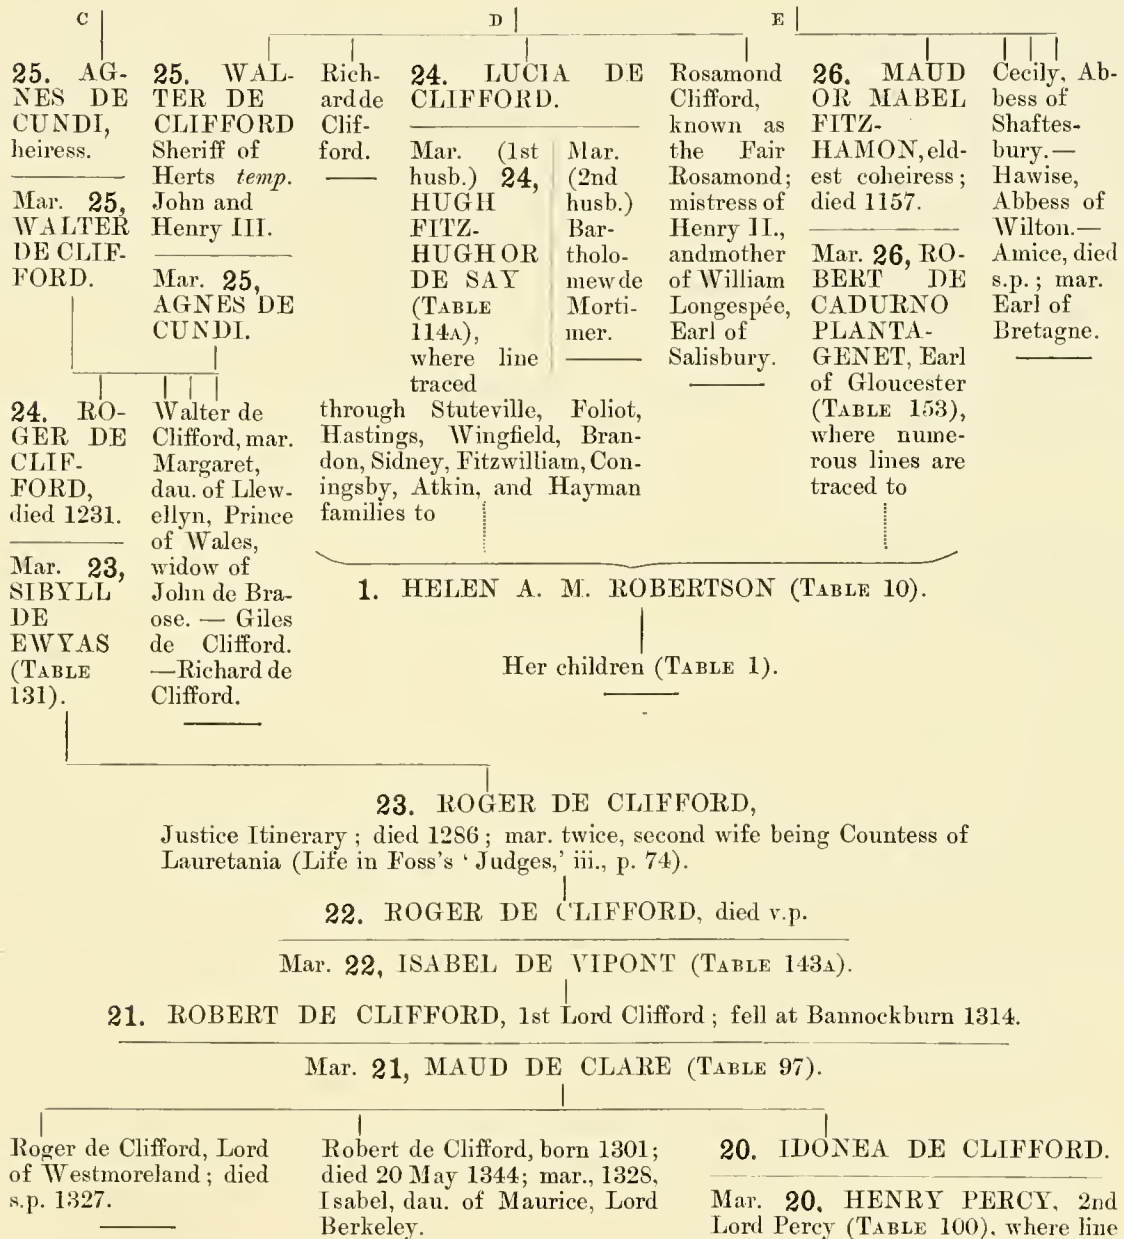 C
D
E
25. AG-
NES DE
CUNDI,
heiress.
Mar. 25,
WALTER
DE CLIF-
FORD.
25. WAL-
TER DE
CLIFFORD
Sheriff of
Herts temp.
John and
Henry III.
Mar. 25,
AGNES DE
CUNDI.
Rich-
ard de
Clif-
ford.
24. LUCIA DE
CLIFFORD.
Mar. (1st
husb.) 24,
HUGH
FITZ-
HUGH OR
DE SAY
(TABLE
114A),
where line
traced
Mar.
(2nd
husb.)
Bar-
tholo-
mew de
Morti-
mer.
through Stuteville, Foliot,
Hastings, Wingfield, Bran-
don, Sidney, Fitzwilliam, Con-
ingsby, Atkin, and Hayman
families to
Rosamond
Clifford,
known as
the Fair
Rosamond;
mistress of
Henry II.,
and mother
of William
Longespée,
Earl of
Salisbury.
26. MAUD
OR MABEL
FITZ-
HAMON, eld-
est coheiress;
died 1157.
Mar. 26, RO-
BERT DE
CADURNO
PLANTA-
GENET, Earl
of Gloucester
(TABLE 153),
where nume-
rous lines are
traced to
Cecily, Ab-
bess of
Shaftes-
bury.—
Hawise,
Abbess of
Wilton.—
Amice, died
s.p.; mar.
Earl of
Bretagne.
24. RO-
GER DE
CLIF-
FORD,
died 1231.
Mar. 23,
SIBYLL
DE
EWYAS
(TABLE
131).
Walter de
Clifford, mar.
Margaret,
dau. of Llew-
ellyn, Prince
of Wales,
widow of
John de Bra-
ose. — Giles
de Clifford.
—Richard de
Clifford.
1. HELEN A. M. ROBERTSON (TABLE 10).
Her children (TABLE 1).
23. ROGER DE CLIFFORD,
Justice Itinerary; died 1286; mar. twice, second wife being Countess of
Lauretania (Life in Foss's ‘Judges,’ iii., p. 74).
22. ROGER DE CLIFFORD, died v.p.
Mar. 22, ISABEL DE VIPONT (TABLE 143A).
21. ROBERT DE CLIFFORD, 1st Lord Clifford; fell at Bannockburn 1314.
Mar. 21, MAUD DE CLARE (TABLE 97).
Roger de Clifford, Lord
of Westmoreland; died
s.p. 1327.
Robert de Clifford, born 1301;
died 20 May 1344; mar., 1328,
Isabel, dau. of Maurice, Lord
Berkeley.
20. IDONEA DE CLIFFORD.
Mar. 20, HENRY PERCY, 2nd
Lord Percy (TABLE 100), where line